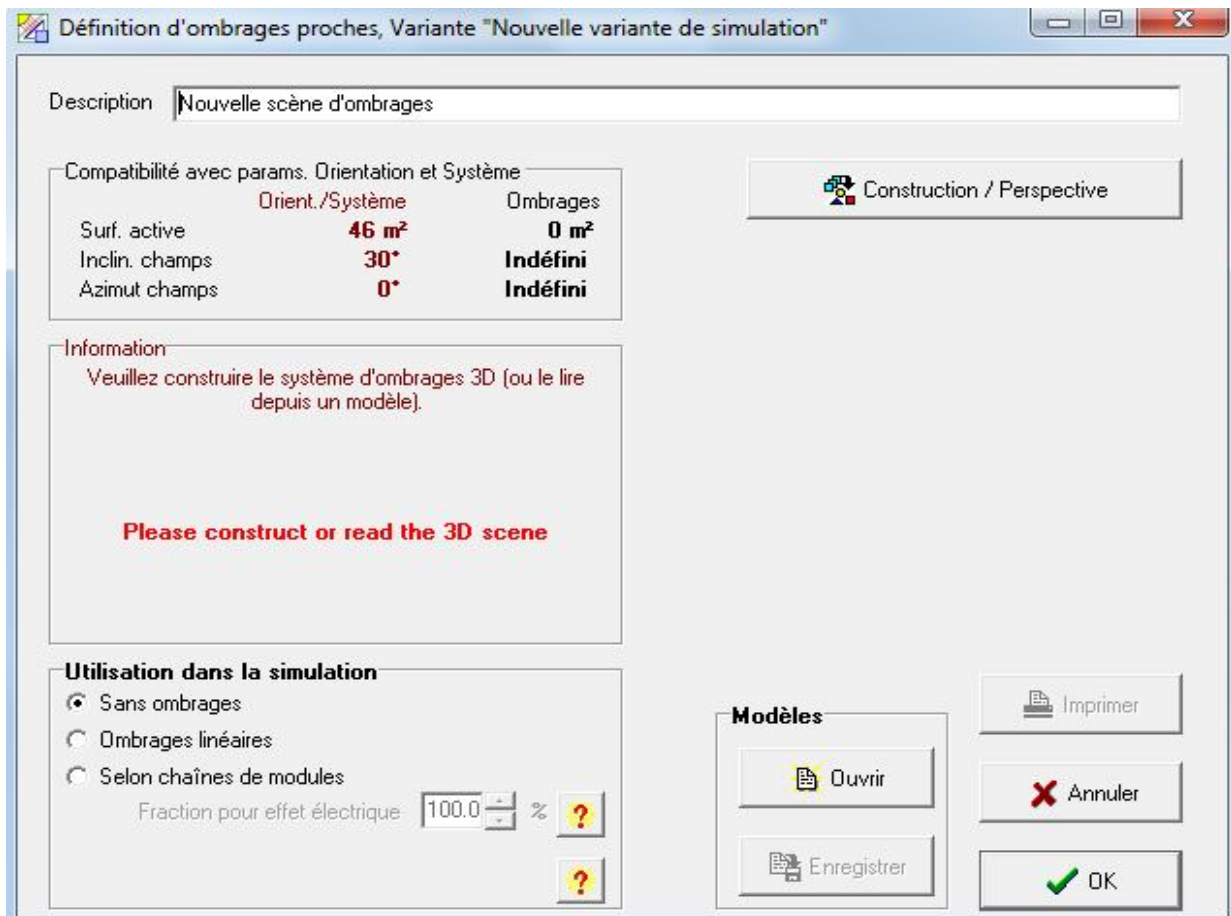 Définition d'ombrages proches, Variante "Nouvelle variante de simulation"
Description Nouvelle scène d'ombrages
Compatibilité avec params. Orientation et Système
Orient./Système Ombrages
Surf. active 46 m² 0 m²
Inclin. champs 30° Indéfini
Azimut champs 0° Indéfini
Construction / Perspective
Information
Veuillez construire le système d'ombrages 3D (ou le lire
depuis un modèle).
Please construct or read the 3D scene
Utilisation dans la simulation
Sans ombrages
Ombrages linéaires
Selon chaînes de modules
Fraction pour effet électrique 100.0 % ?
?
Modèles
Ouvrir
Enregistrer
Imprimer
Annuler
OK